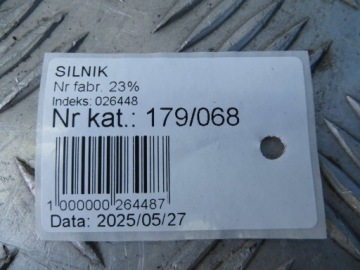 SILNIK
Nr fabr. 23%
Indeks: 026448
Nr kat.: 179/068
1 000000 264487
Data: 2025/05/27